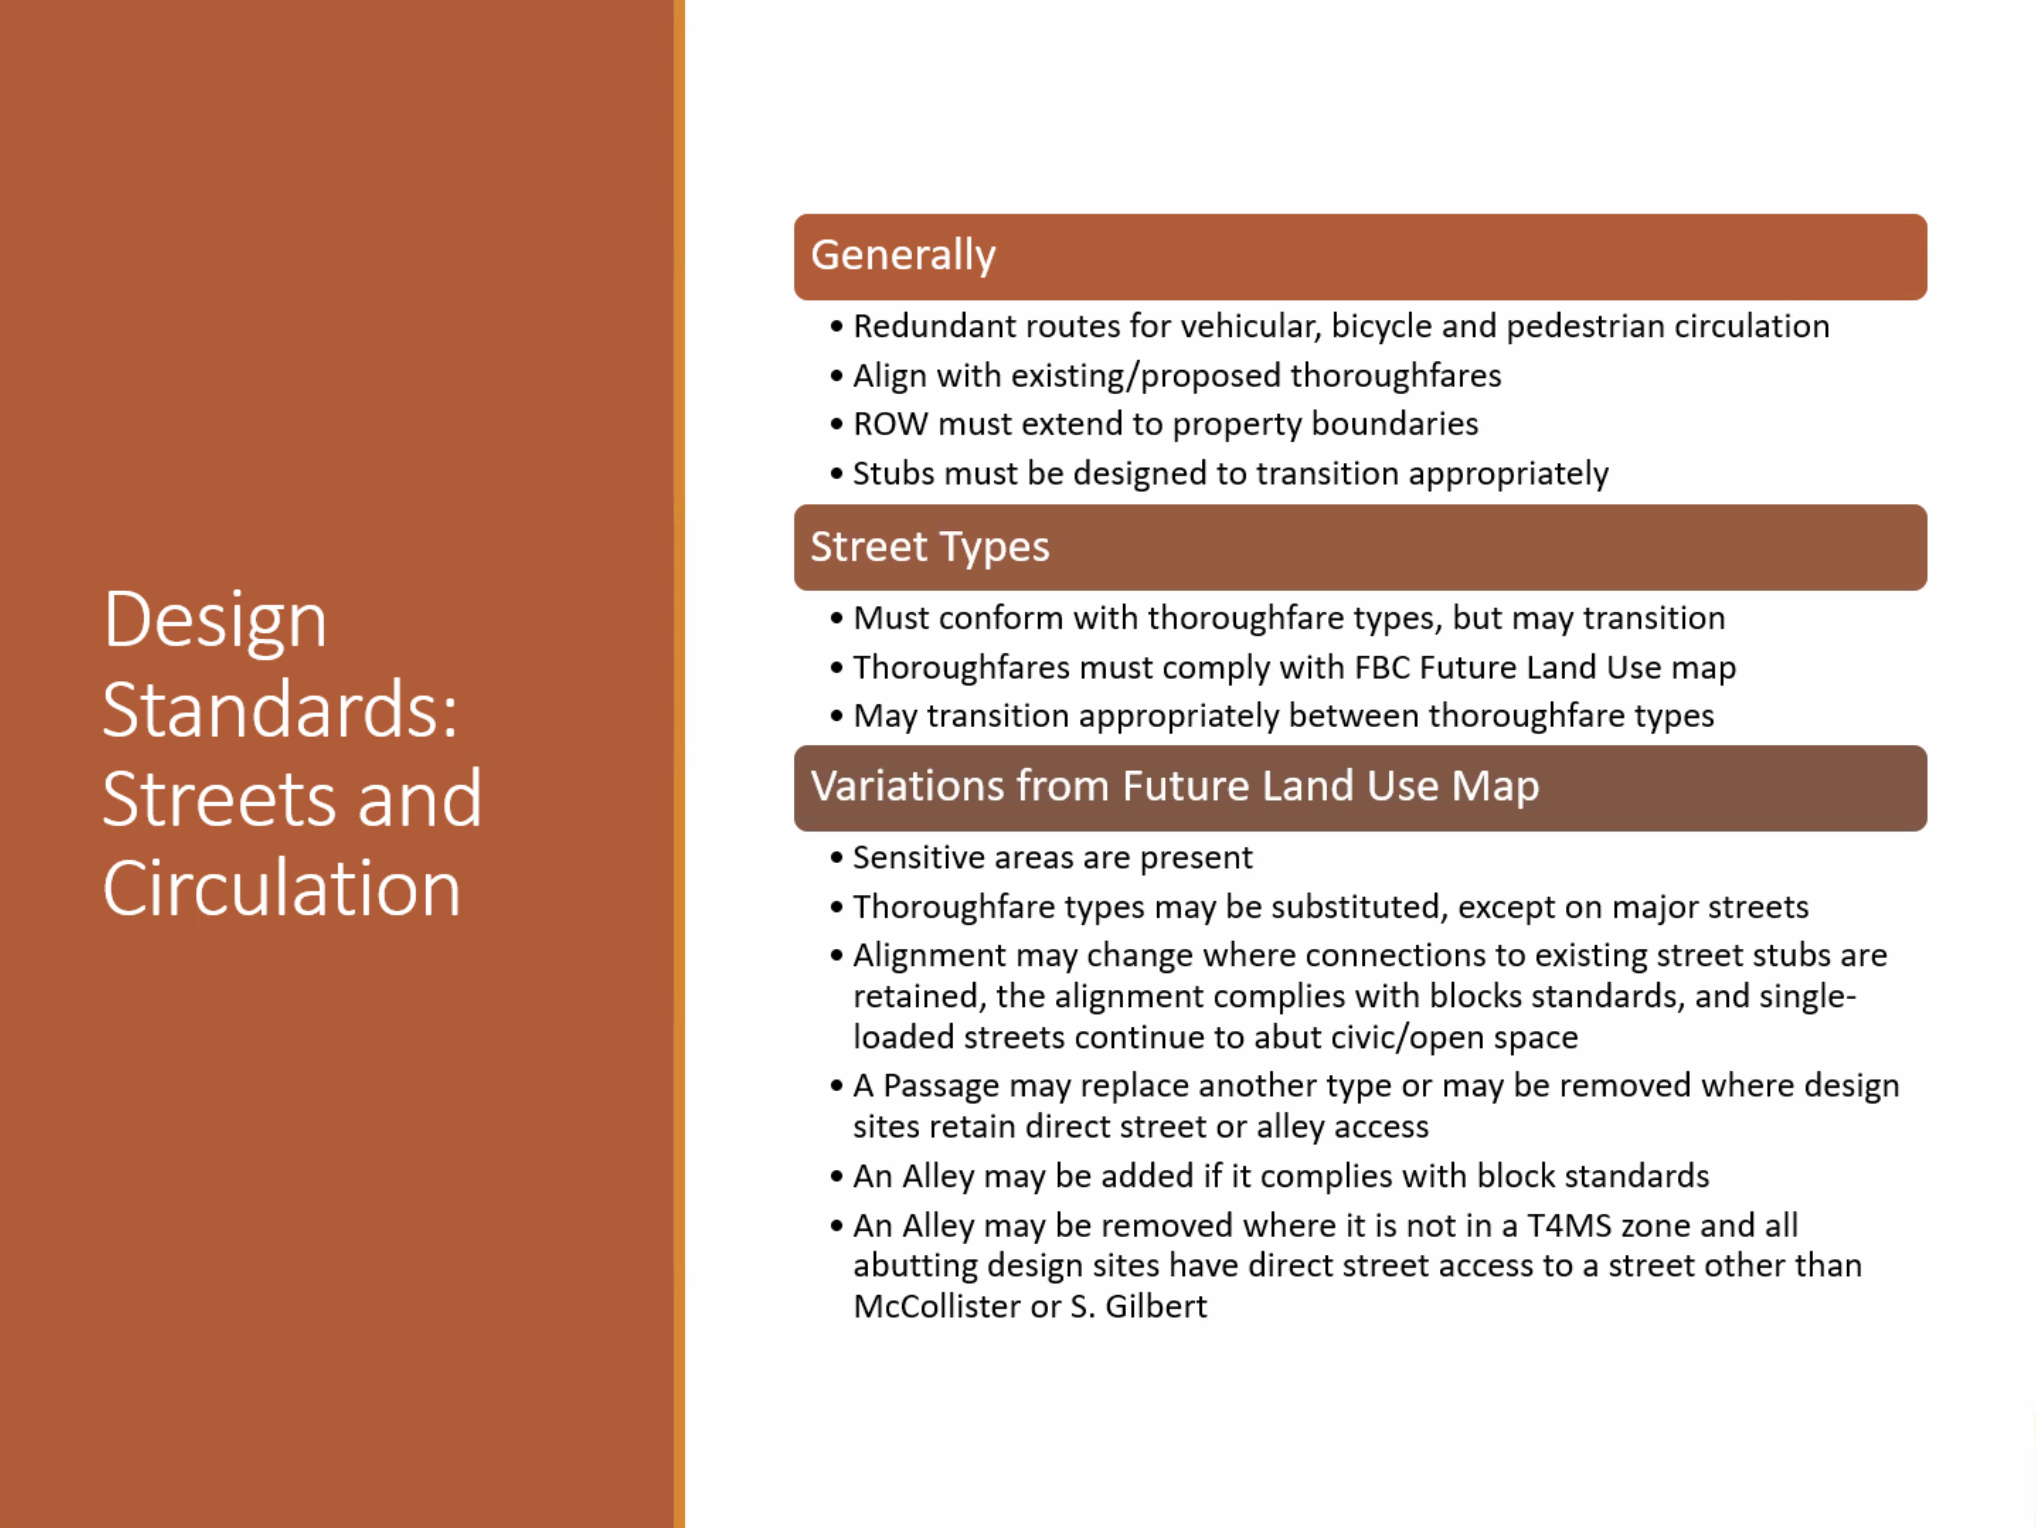 Design
Standards:
Streets and
Circulation
Generally
• Redundant routes for vehicular, bicycle and pedestrian circulation
• Align with existing/proposed thoroughfares
• ROW must extend to property boundaries
• Stubs must be designed to transition appropriately
Street Types
• Must conform with thoroughfare types, but may transition
• Thoroughfares must comply with FBC Future Land Use map
• May transition appropriately between thoroughfare types
Variations from Future Land Use Map
• Sensitive areas are present
• Thoroughfare types may be substituted, except on major streets
• Alignment may change where connections to existing street stubs are
retained, the alignment complies with blocks standards, and single-
loaded streets continue to abut civic/open space
• A Passage may replace another type or may be removed where design
sites retain direct street or alley access
• An Alley may be added if it complies with block standards
• An Alley may be removed where it is not in a T4MS zone and all
abutting design sites have direct street access to a street other than
McCollister or S. Gilbert